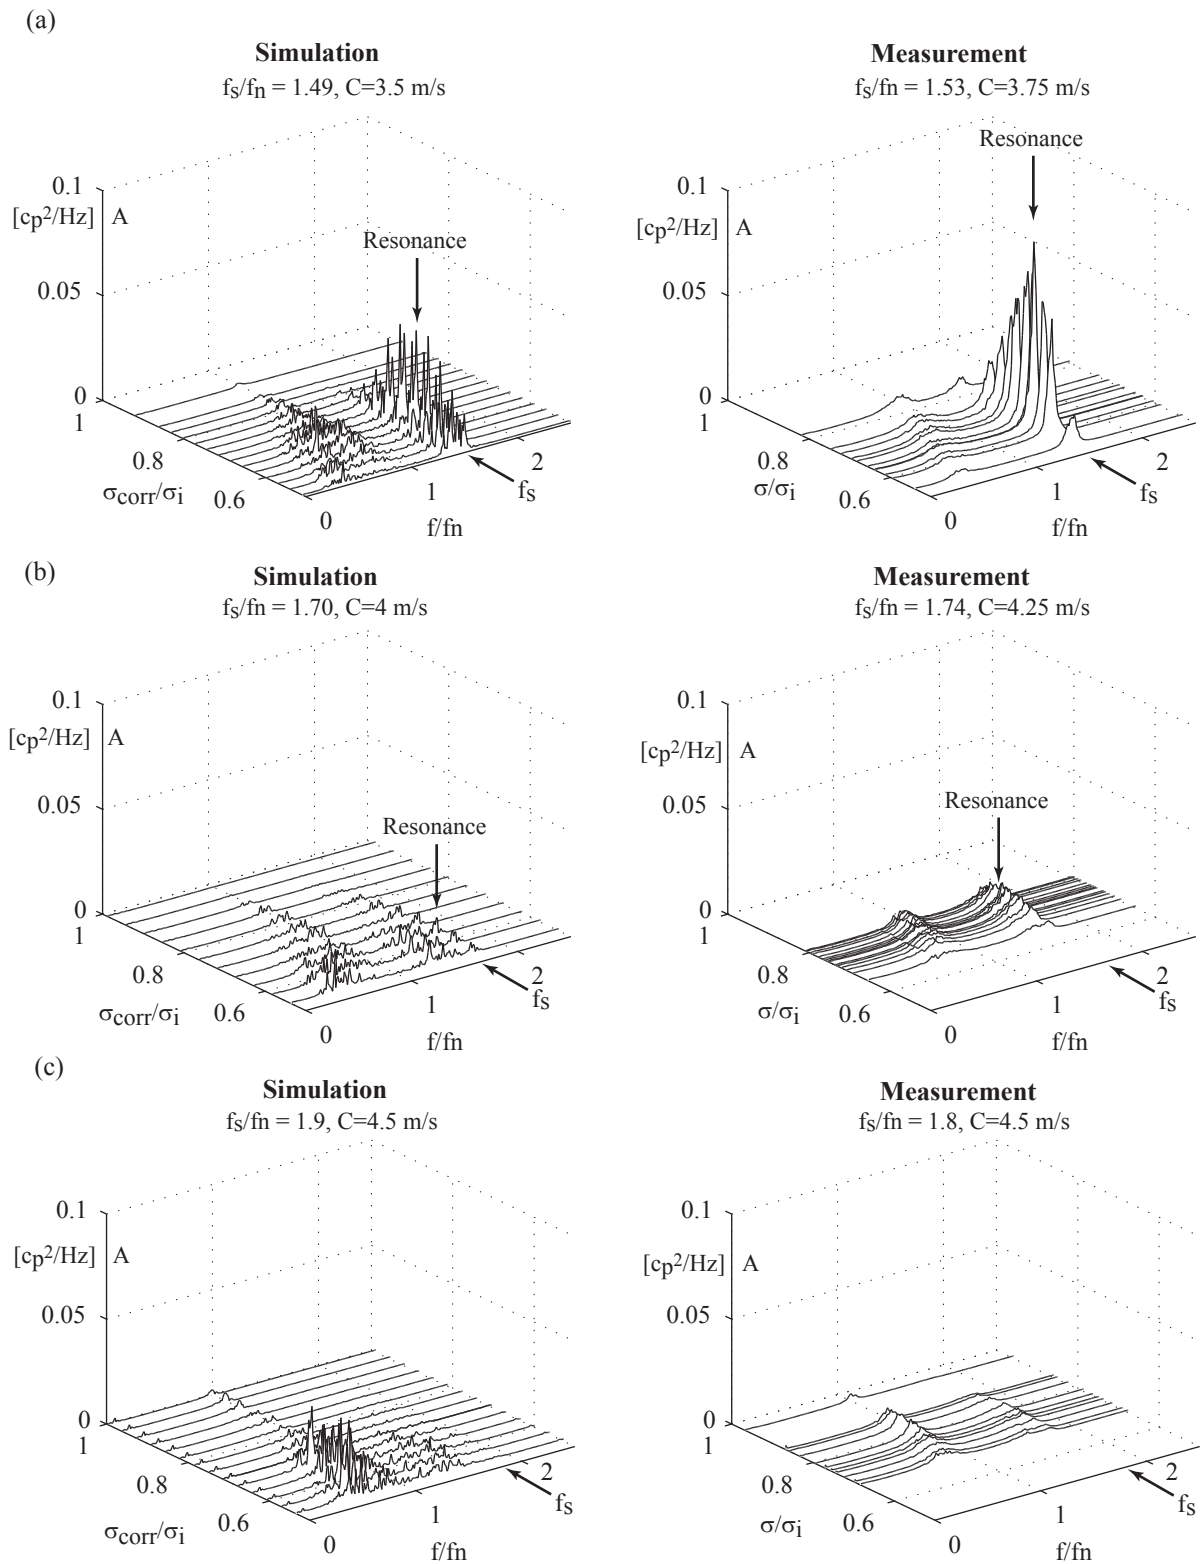 (a)
Simulation
fs/fn = 1.49, C=3.5 m/s
0.1
[cp²/Hz] A
Resonance
0.05
0
1
0.8
σcorr/σi
0.6
0
1
f/fn
2
fs
Measurement
fs/fn = 1.53, C=3.75 m/s
Resonance
0.1
[cp²/Hz] A
0.05
0
1
0.8
σ/σi
0.6
0
1
f/fn
2
fs
(b)
Simulation
fs/fn = 1.70, C=4 m/s
0.1
[cp²/Hz] A
0.05
Resonance
0
1
0.8
σcorr/σi
0.6
0
1
f/fn
2
fs
Measurement
fs/fn = 1.74, C=4.25 m/s
0.1
[cp²/Hz] A
0.05
Resonance
0
1
0.8
σ/σi
0.6
0
1
f/fn
2
fs
(c)
Simulation
fs/fn = 1.9, C=4.5 m/s
0.1
[cp²/Hz] A
0.05
0
1
0.8
σcorr/σi
0.6
0
1
f/fn
2
fs
Measurement
fs/fn = 1.8, C=4.5 m/s
0.1
[cp²/Hz] A
0.05
0
1
0.8
σ/σi
0.6
0
1
f/fn
2
fs